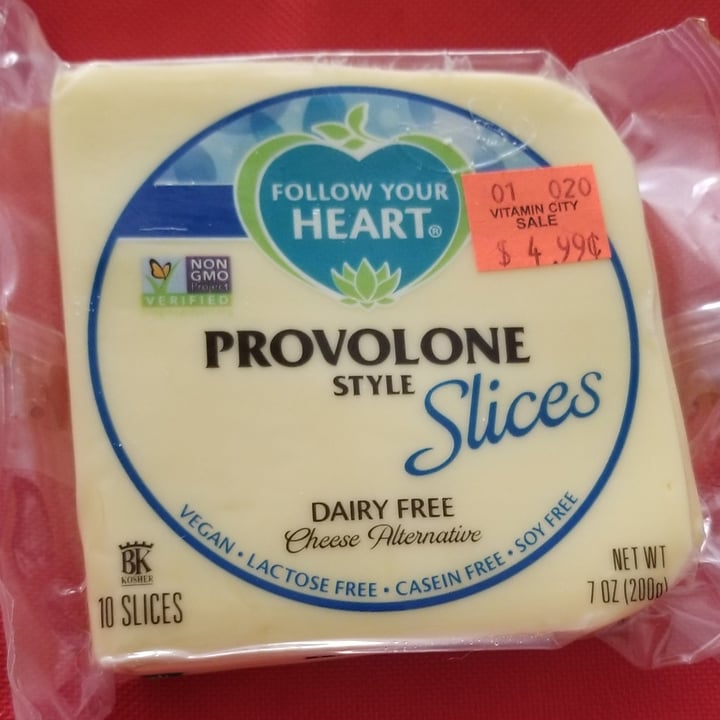 FOLLOW YOUR
HEART®
01 020
VITAMIN CITY
SALE
$ 4.99¢
NON
GMO
Project
VERIFIED
PROVOLONE
STYLE
Slices
DAIRY FREE
Cheese Alternative
VEGAN • LACTOSE FREE • CASEIN FREE • SOY FREE
BK
KOSHER
10 SLICES
NET WT
7 OZ (200g)